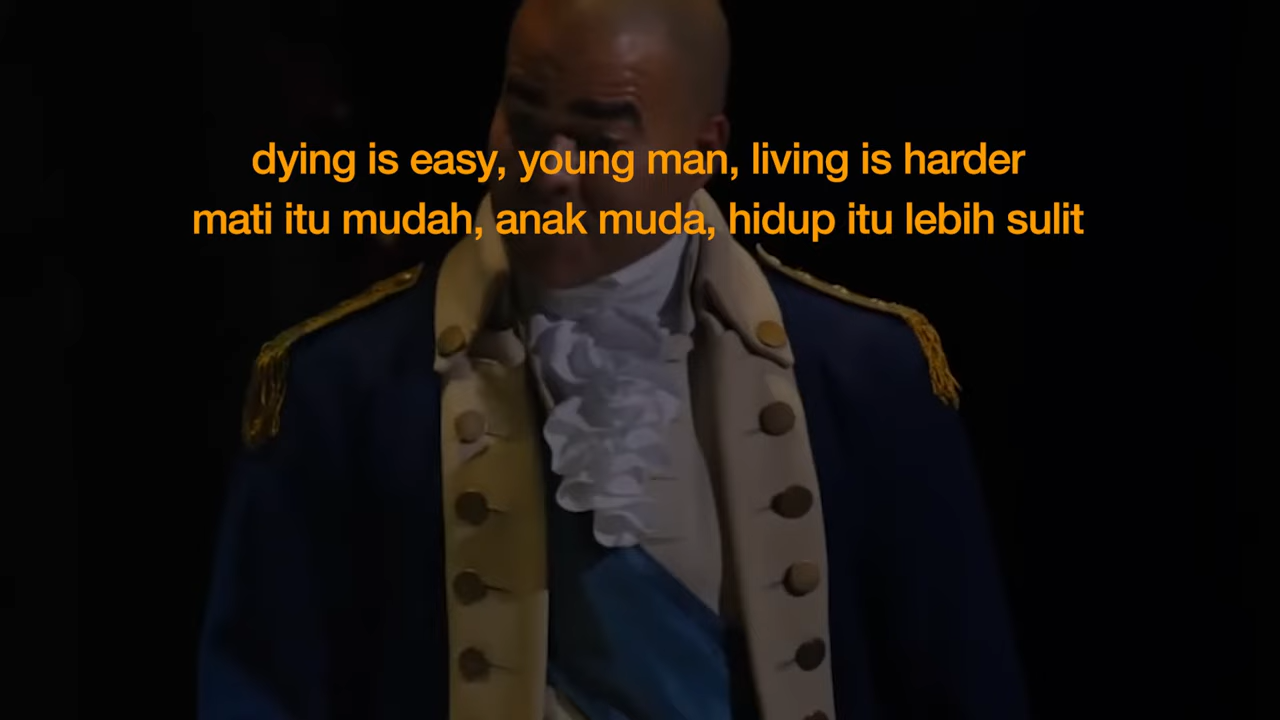 dying is easy, young man, living is harder
mati itu mudah, anak muda, hidup itu lebih sulit